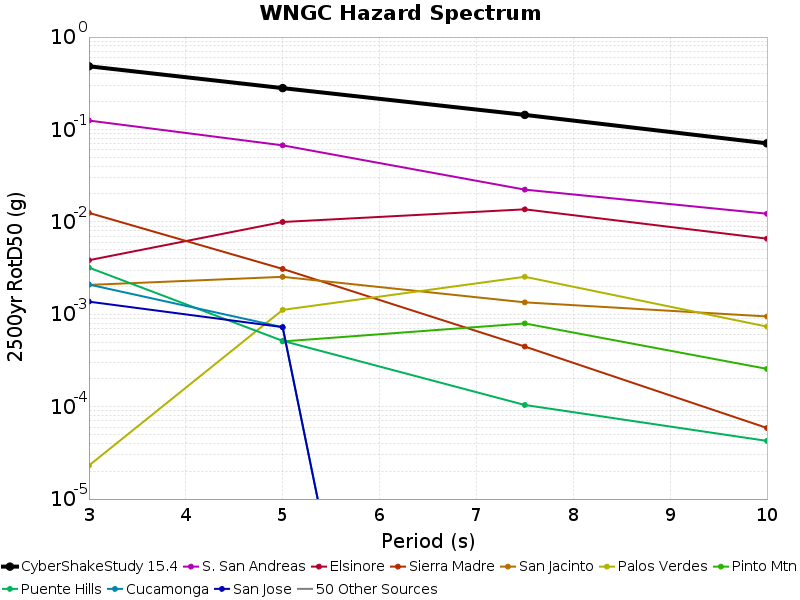 WNGC Hazard Spectrum
10^0
10^-1
10^-2
10^-3
10^-4
10^-5
2500yr RotD50 (g)
3 4 5 6 7 8 9 10
Period (s)
CyberShakeStudy 15.4 S. San Andreas Elsinore Sierra Madre San Jacinto Palos Verdes Pinto Mtn
Puente Hills Cucamonga San Jose 50 Other Sources